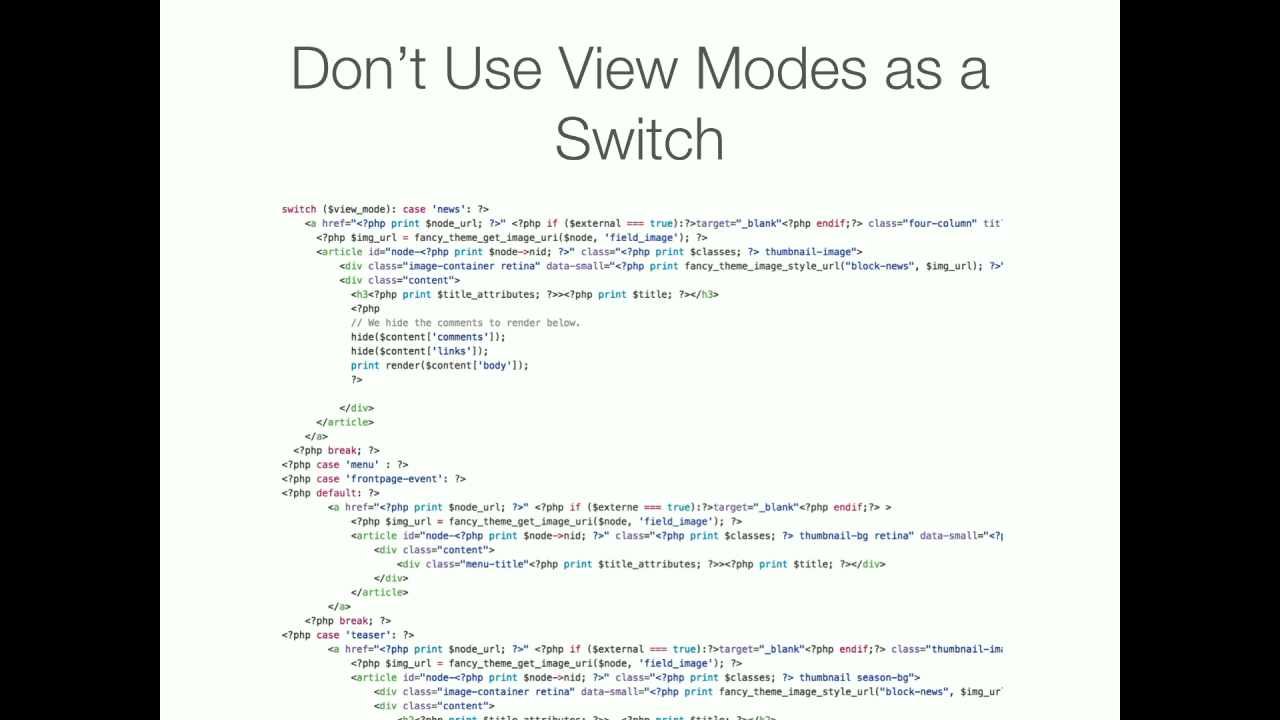 Don’t Use View Modes as a
Switch
switch ($view_mode): case 'news': ?>
<a href="<?php print $node_url; ?>" <?php if ($external === true):?>target="_blank"<?php endif;?> class="four-column" tit
<?php $img_url = fancy_theme_get_image_uri($node, 'field_image'); ?>
<article id="node-<?php print $node->nid; ?>" class="<?php print $classes; ?> thumbnail-image">
<div class="image-container retina" data-small="<?php print fancy_theme_image_style_url("block-news", $img_url); ?>"
<div class="content">
<h3<?php print $title_attributes; ?>><?php print $title; ?></h3>
<?php
// We hide the comments to render below.
hide($content['comments']);
hide($content['links']);
print render($content['body']);
?>
</div>
</article>
</a>
<?php break; ?>
<?php case 'menu' : ?>
<?php case 'frontpage-event': ?>
<?php default: ?>
<a href="<?php print $node_url; ?>" <?php if ($externe === true):?>target="_blank"<?php endif;?> >
<?php $img_url = fancy_theme_get_image_uri($node, 'field_image'); ?>
<article id="node-<?php print $node->nid; ?>" class="<?php print $classes; ?> thumbnail-bg retina" data-small="<?p
<div class="content">
<div class="menu-title"<?php print $title_attributes; ?>><?php print $title; ?></div>
</div>
</article>
</a>
<?php break; ?>
<?php case 'teaser': ?>
<a href="<?php print $node_url; ?>" <?php if ($external === true):?>target="_blank"<?php endif;?> class="thumbnail-ima
<?php $img_url = fancy_theme_get_image_uri($node, 'field_image'); ?>
<article id="node-<?php print $node->nid; ?>" class="<?php print $classes; ?> thumbnail season-bg">
<div class="image-container retina" data-small="<?php print fancy_theme_image_style_url("block-news", $img_ur
<div class="content">